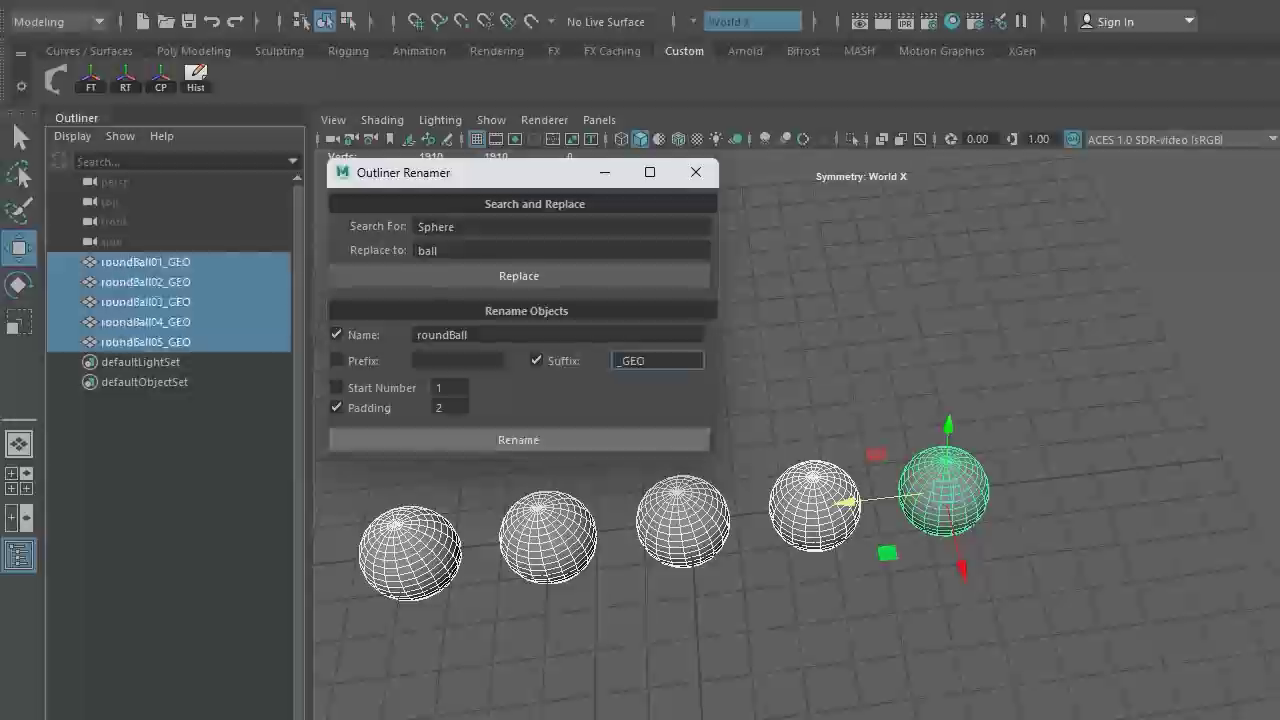 Modeling
No Live Surface
World X
Sign In
Curves / Surfaces Poly Modeling Sculpting Rigging Animation Rendering FX FX Caching Custom Arnold Bifrost MASH Motion Graphics XGen
FT RT CP Hist
Outliner
Display Show Help
Search...
persp
top
front
side
roundBall01_GEO
roundBall02_GEO
roundBall03_GEO
roundBall04_GEO
roundBall05_GEO
defaultLightSet
defaultObjectSet
View Shading Lighting Show Renderer Panels
0.00 1.00 ACES 1.0 SDR-video (sRGB)
Verts: 1910 1910 0
Symmetry: World X
Outliner Renamer
Search and Replace
Search For: Sphere
Replace to: ball
Replace
Rename Objects
Name: roundBall
Prefix: Suffix: _GEO
Start Number 1
Padding 2
Rename